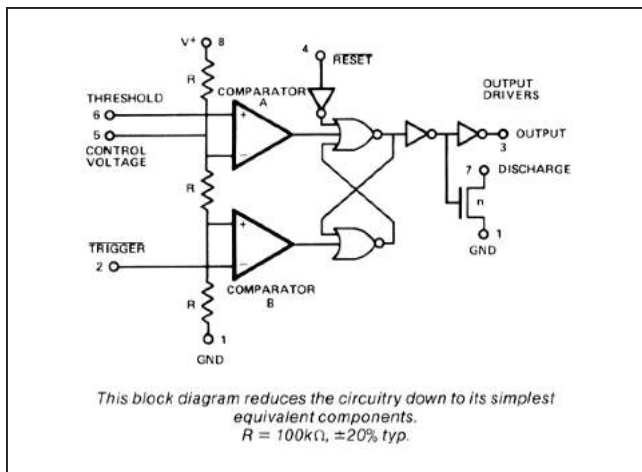 V+ 8
4
RESET
R
COMPARATOR
A
OUTPUT
DRIVERS
THRESHOLD
6
+
5
CONTROL
VOLTAGE
−
OUTPUT
3
7 DISCHARGE
R
n
+
1
GND
TRIGGER
2
−
R
COMPARATOR
B
1
GND
This block diagram reduces the circuitry down to its simplest
equivalent components.
R = 100kΩ, ±20% typ.